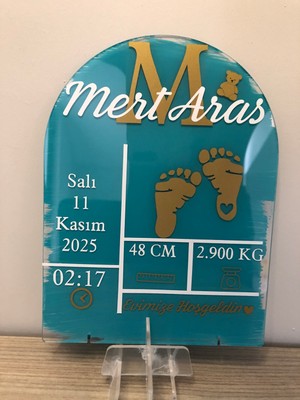 M
Mert Aras
Salı
11
Kasım
2025
48 CM
2.900 KG
02:17
Evimize Hoşgeldin